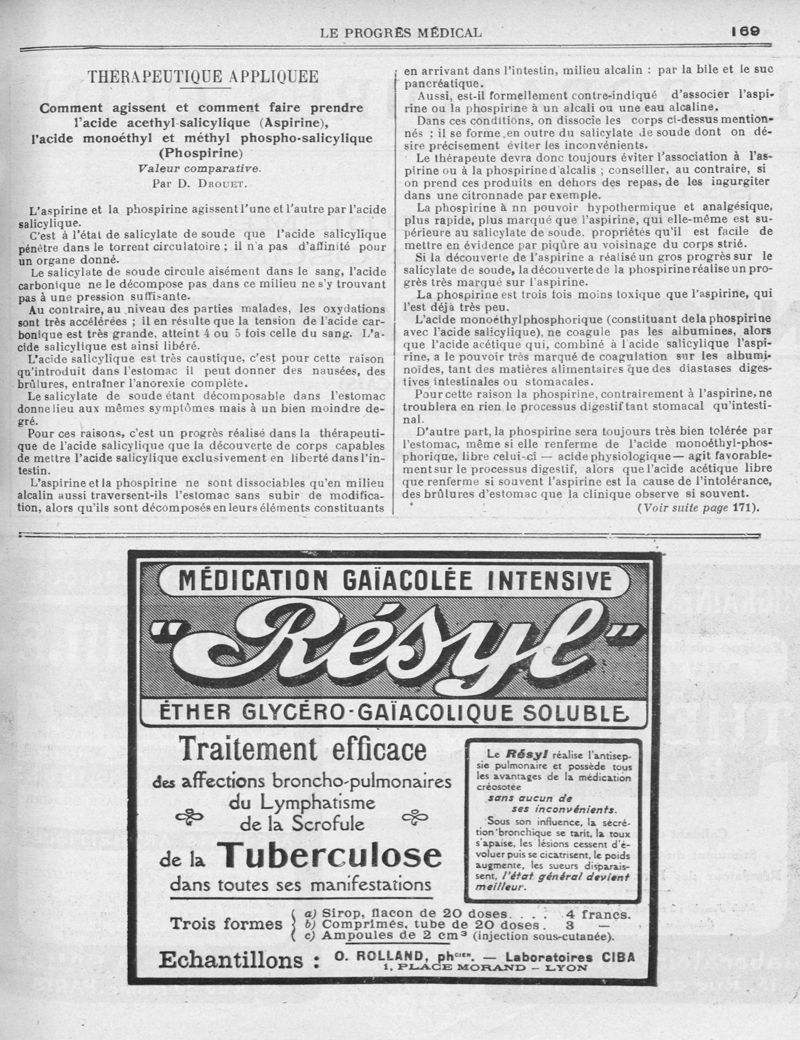 LE PROGRÈS MÉDICAL
169
THERAPEUTIQUE APPLIQUEE
Comment agissent et comment faire prendre
l'acide acethyl-salicylique (Aspirine),
l'acide monoéthyl et méthyl phospho-salicylique
(Phospirine)
Valeur comparative.
Par D. DROUET.
L'aspirine et la phospirine agissent l'une et l'autre par l'acide
salicylique.
C'est à l'état de salicylate de soude que l'acide salicylique
pénètre dans le torrent circulatoire ; il n'a pas d'affinité pour
un organe donné.
Le salicylate de soude circule aisément dans le sang, l'acide
carbonique ne le décompose pas dans ce milieu ne s'y trouvant
pas à une pression suffisante.
Au contraire, au niveau des parties malades, les oxydations
sont très accélérées ; il en résulte que la tension de l'acide car-
bonique est très grande, atteint 4 ou 5 fois celle du sang. L'a-
cide salicylique est ainsi libéré.
L'acide salicylique est très caustique, c'est pour cette raison
qu'introduit dans l'estomac il peut donner des nausées, des
brûlures, entraîner l'anorexie complète.
Le salicylate de soude étant décomposable dans l'estomac
donne lieu aux mêmes symptômes mais à un bien moindre de-
gré.
Pour ces raisons, c'est un progrès réalisé dans la thérapeuti-
que de l'acide salicylique que la découverte de corps capables
de mettre l'acide salicylique exclusivement en liberté dans l'in-
testin.
L'aspirine et la phospirine ne sont dissociables qu'en milieu
alcalin aussi traversent-ils l'estomac sans subir de modifica-
tion, alors qu'ils sont décomposés en leurs éléments constituants
en arrivant dans l'intestin, milieu alcalin : par la bile et le suc
pancréatique.
Aussi, est-il formellement contre-indiqué d'associer l'aspi-
rine ou la phospirine à un alcali ou une eau alcaline.
Dans ces conditions, on dissocie les corps ci-dessus mention-
nés ; il se forme en outre du salicylate de soude dont on dé-
sire précisement éviter les inconvénients.
Le thérapeute devra donc toujours éviter l'association à l'as-
pirine ou à la phospirine d'alcalis ; conseiller, au contraire, si
on prend ces produits en dehors des repas, de les ingurgiter
dans une citronnade par exemple.
La phospirine à nn pouvoir hypothermique et analgésique,
plus rapide, plus marqué que l'aspirine, qui elle-même est su-
périeure au salicylate de soude, propriétés qu'il est facile de
mettre en évidence par piqûre au voisinage du corps strié.
Si la découverte de l'aspirine a réalisé un gros progrès sur le
salicylate de soude, la découverte de la phospirine réalise un pro-
grès très marqué sur l'aspirine.
La phospirine est trois fois moins toxique que l'aspirine, qui
l'est déjà très peu.
L'acide monoéthylphosphorique (constituant de la phospirine
avec l'acide salicylique), ne coagule pas les albumines, alors
que l'acide acétique qui, combiné à l'acide salicylique l'aspi-
rine, a le pouvoir très marqué de coagulation sur les albumi-
noïdes, tant des matières alimentaires que des diastases diges-
tives intestinales ou stomacales.
Pour cette raison la phospirine, contrairement à l'aspirine, ne
troublera en rien le processus digestif tant stomacal qu'intesti-
nal.
D'autre part, la phospirine sera toujours très bien tolérée par
l'estomac, même si elle renferme de l'acide monoéthyl-phos-
phorique, libre celui-ci — acide physiologique — agit favorable-
ment sur le processus digestif, alors que l'acide acétique libre
que renferme si souvent l'aspirine est la cause de l'intolérance,
des brûlures d'estomac que la clinique observe si souvent.
(Voir suite page 171).
MÉDICATION GAÏACOLÉE INTENSIVE
"Résyl"
ÉTHER GLYCÉRO-GAÏACOLIQUE SOLUBLE
Traitement efficace
des affections broncho-pulmonaires
du Lymphatisme
de la Scrofule
de la Tuberculose
dans toutes ses manifestations
Le Résyl réalise l'antisep-
sie pulmonaire et possède tous
les avantages de la médication
créosotée
sans aucun de
ses inconvénients.
Sous son influence, la sécré-
tion bronchique se tarit, la toux
s'apaise, les lésions cessent d'é-
voluer puis se cicatrisent, le poids
augmente, les sueurs disparais-
sent, l'état général devient
meilleur.
Trois formes
a) Sirop, flacon de 20 doses. . . . 4 francs.
b) Comprimés, tube de 20 doses. 3 —
c) Ampoules de 2 cm³ (injection sous-cutanée).
Echantillons : O. ROLLAND, phcien. — Laboratoires CIBA
1, PLACE MORAND – LYON